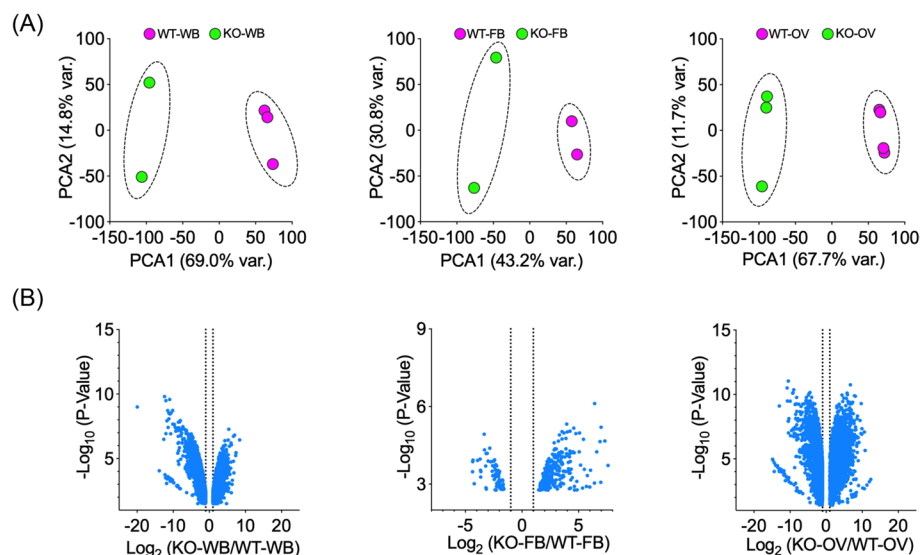 (A)
WT-WB KO-WB
100
50
0
-50
-100
PCA2 (14.8% var.)
-150-100 -50 0 50 100
PCA1 (69.0% var.)
WT-FB KO-FB
100
50
0
-50
-100
PCA2 (30.8% var.)
-150-100 -50 0 50 100
PCA1 (43.2% var.)
WT-OV KO-OV
100
50
0
-50
-100
PCA2 (11.7% var.)
-150-100 -50 0 50 100
PCA1 (67.7% var.)
(B)
15
10
5
-Log10 (P-Value)
-20 -10 0 10 20
Log2 (KO-WB/WT-WB)
9
6
3
-Log10 (P-Value)
-5 0 5
Log2 (KO-FB/WT-FB)
15
10
5
-Log10 (P-Value)
-20 -10 0 10 20
Log2 (KO-OV/WT-OV)